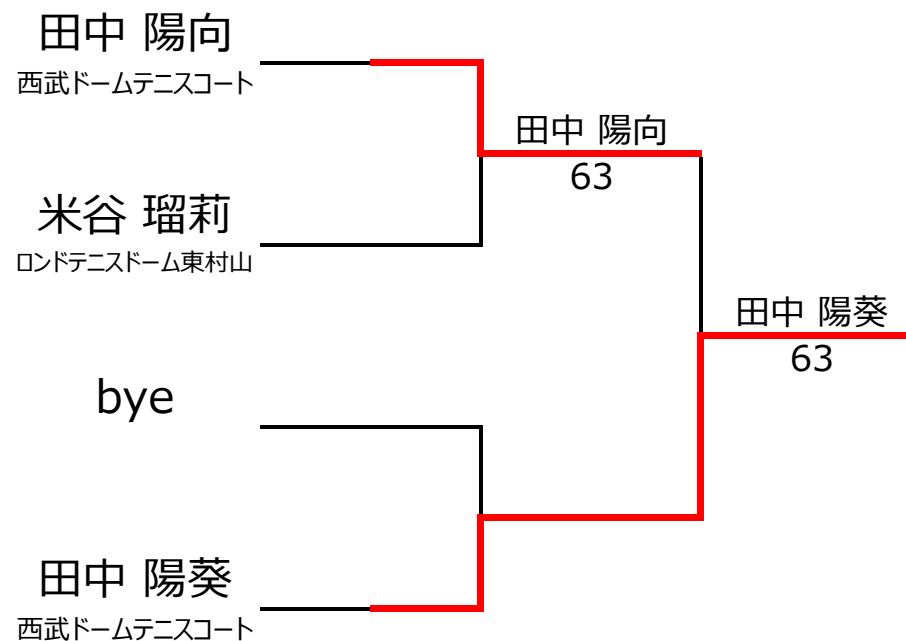 田中 陽向
西武ドームテニスコート
田中 陽向
63
米谷 瑠莉
ロンドテニスドーム東村山
田中 陽葵
63
bye
田中 陽葵
西武ドームテニスコート